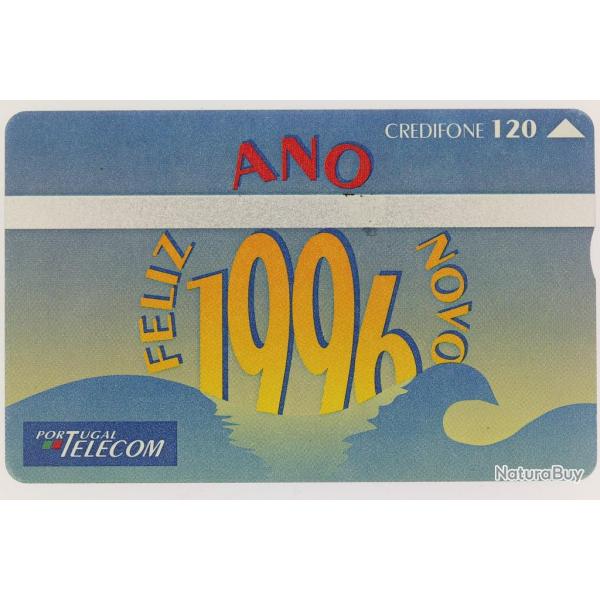 CREDIFONE 120
FELIZ ANO NOVO
1996
PORTUGAL
TELECOM
NaturaBuy